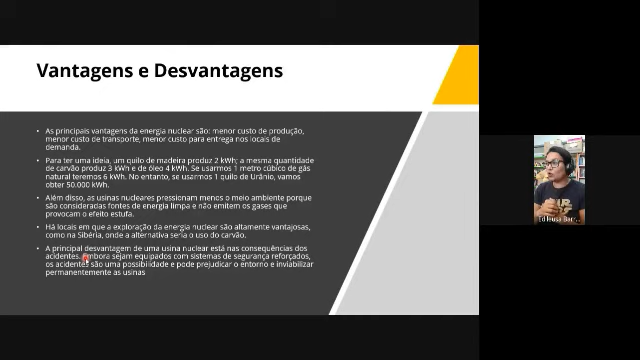 Vantagens e Desvantagens
• As principais vantagens da energia nuclear são: menor custo de produção,
menor custo de transporte, menor custo para entrega nos locais de
demanda.
• Para ter uma ideia, um quilo de madeira produz 2 kWh; a mesma quantidade
de carvão produz 3 kWh e de óleo 4 kWh. Se usarmos 1 metro cúbico de gás
natural teremos 6 kWh. No entanto, se usarmos 1 quilo de Urânio, vamos
obter 50.000 kWh.
• Além disso, as usinas nucleares pressionam menos o meio ambiente porque
são consideradas fontes de energia limpa e não emitem os gases que
provocam o efeito estufa.
• Há locais em que a exploração da energia nuclear são altamente vantajosas,
como na Sibéria, onde a alternativa seria o uso do carvão.
• A principal desvantagem de uma usina nuclear está nas consequências dos
acidentes. Embora sejam equipados com sistemas de segurança reforçados,
os acidentes são uma possibilidade e pode prejudicar o entorno e inviabilizar
permanentemente as usinas